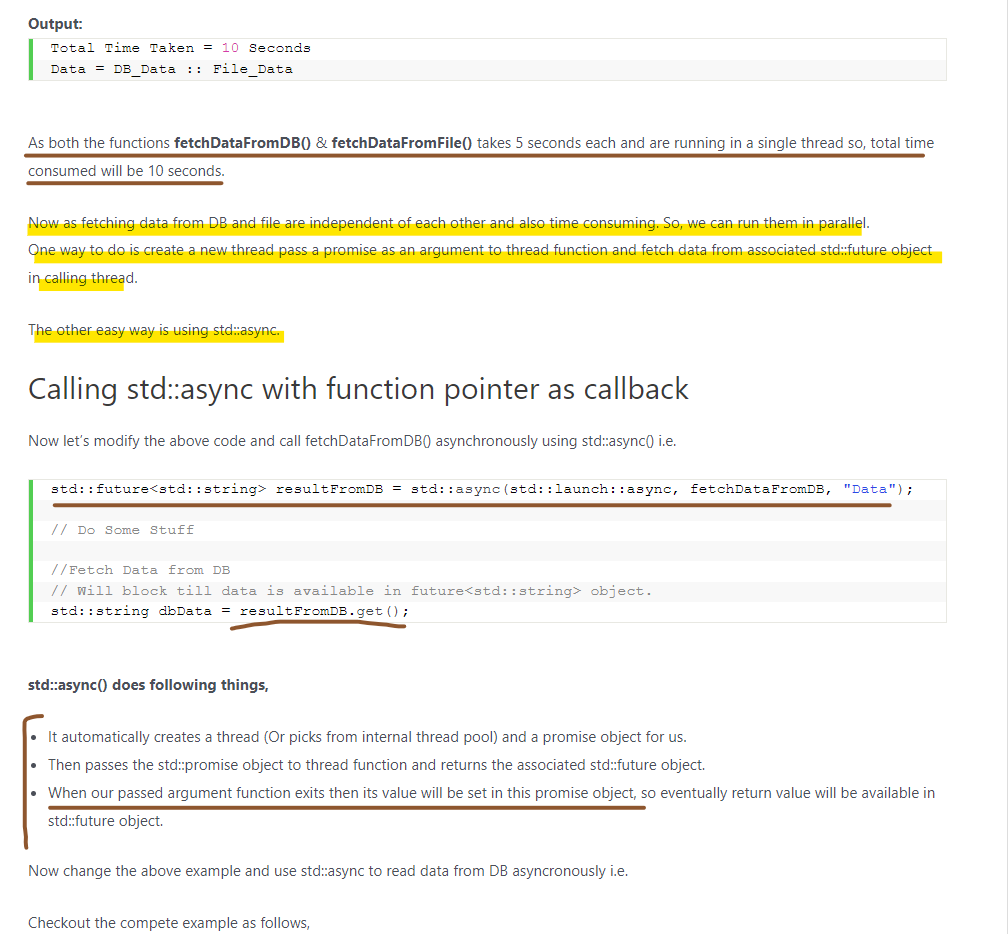 Output:
Total Time Taken = 10 Seconds
Data = DB_Data :: File_Data
As both the functions fetchDataFromDB() & fetchDataFromFile() takes 5 seconds each and are running in a single thread so, total time
consumed will be 10 seconds.
Now as fetching data from DB and file are independent of each other and also time consuming. So, we can run them in parallel.
One way to do is create a new thread pass a promise as an argument to thread function and fetch data from associated std::future object
in calling thread.
The other easy way is using std::async.
Calling std::async with function pointer as callback
Now let’s modify the above code and call fetchDataFromDB() asynchronously using std::async() i.e.
std::future<std::string> resultFromDB = std::async(std::launch::async, fetchDataFromDB, "Data");
// Do Some Stuff
//Fetch Data from DB
// Will block till data is available in future<std::string> object.
std::string dbData = resultFromDB.get();
std::async() does following things,
• It automatically creates a thread (Or picks from internal thread pool) and a promise object for us.
• Then passes the std::promise object to thread function and returns the associated std::future object.
• When our passed argument function exits then its value will be set in this promise object, so eventually return value will be available in
std::future object.
Now change the above example and use std::async to read data from DB asyncronously i.e.
Checkout the compete example as follows,